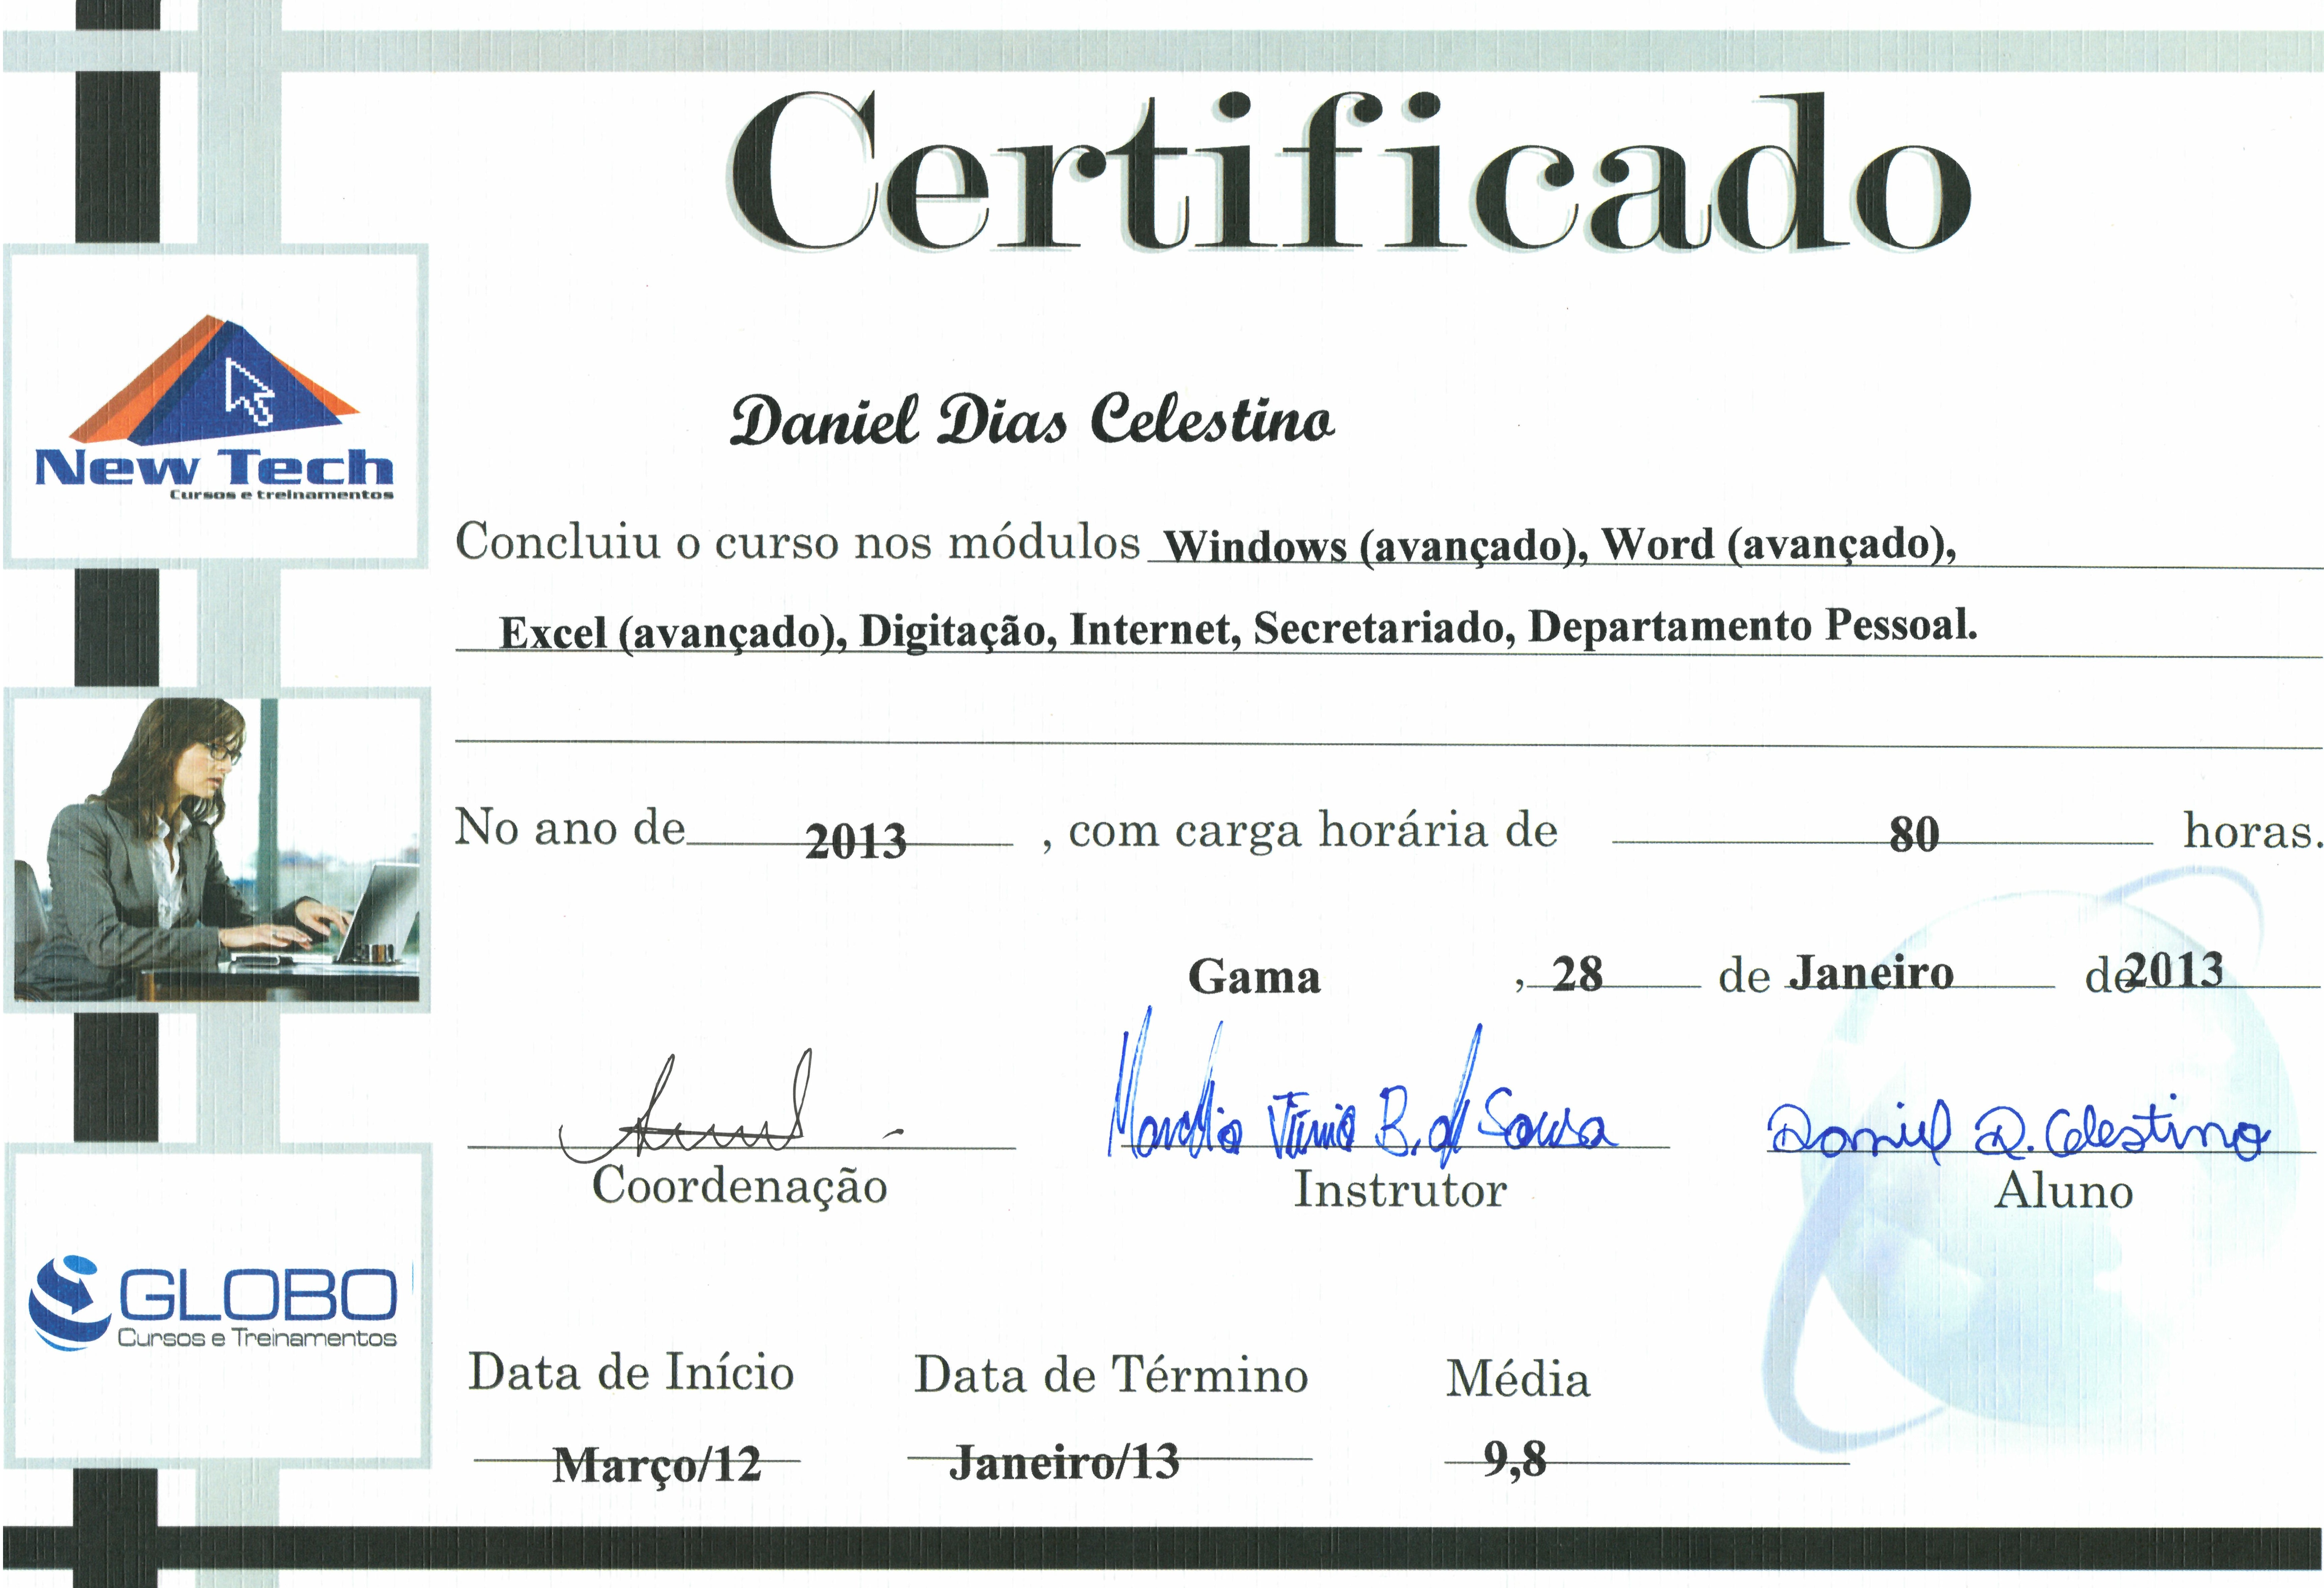 Certificado
New Tech
Cursos e treinamentos
Daniel Dias Celestino
Concluiu o curso nos módulos Windows (avançado), Word (avançado),
Excel (avançado), Digitação, Internet, Secretariado, Departamento Pessoal.
No ano de 2013, com carga horária de 80 horas.
Gama, 28 de Janeiro de 2013
B. de Sousa Daniel D. Celestino
Coordenação Instrutor Aluno
GLOBO
Cursos e Treinamentos
Data de Início Data de Término Média
Março/12 Janeiro/13 9,8